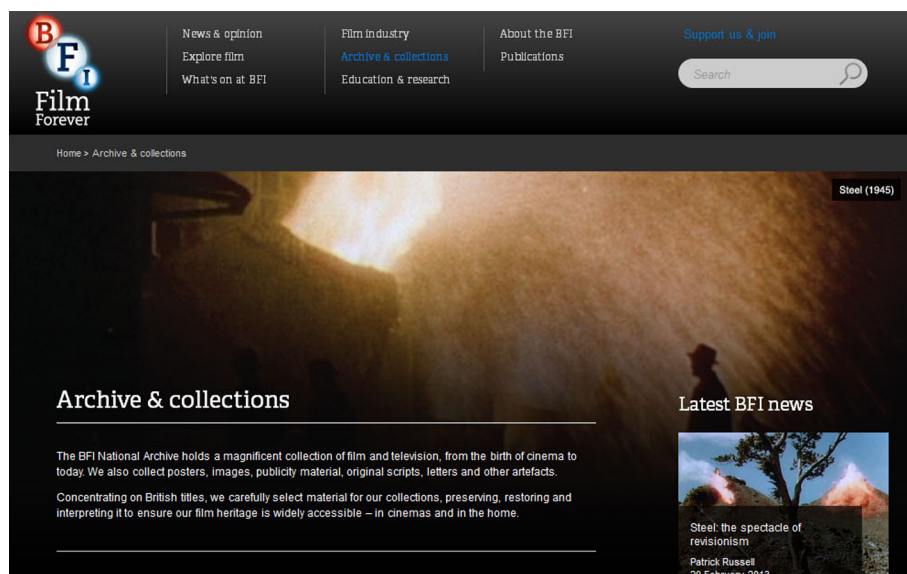 BFI
Film
Forever
News & opinion
Explore film
What's on at BFI
Film industry
Archive & collections
Education & research
About the BFI
Publications
Support us & join
Search
Home > Archive & collections
Steel (1945)
Archive & collections
The BFI National Archive holds a magnificent collection of film and television, from the birth of cinema to
today. We also collect posters, images, publicity material, original scripts, letters and other artefacts.
Concentrating on British titles, we carefully select material for our collections, preserving, restoring and
interpreting it to ensure our film heritage is widely accessible – in cinemas and in the home.
Latest BFI news
Steel: the spectacle of
revisionism
Patrick Russell
February 2013